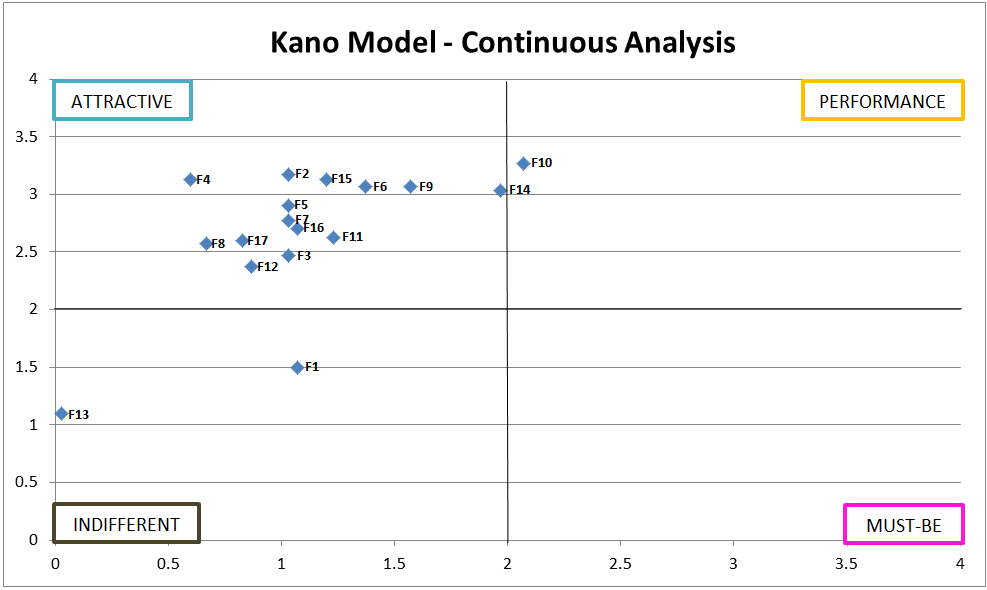 Kano Model - Continuous Analysis
4
ATTRACTIVE
PERFORMANCE
3.5
F10
F2
F4
F15
F6
F9
F14
3
F5
F7
F16
F11
F17
F8
2.5
F3
F12
2
1.5
F1
F13
1
0.5
INDIFFERENT
MUST-BE
0
0 0.5 1 1.5 2 2.5 3 3.5 4